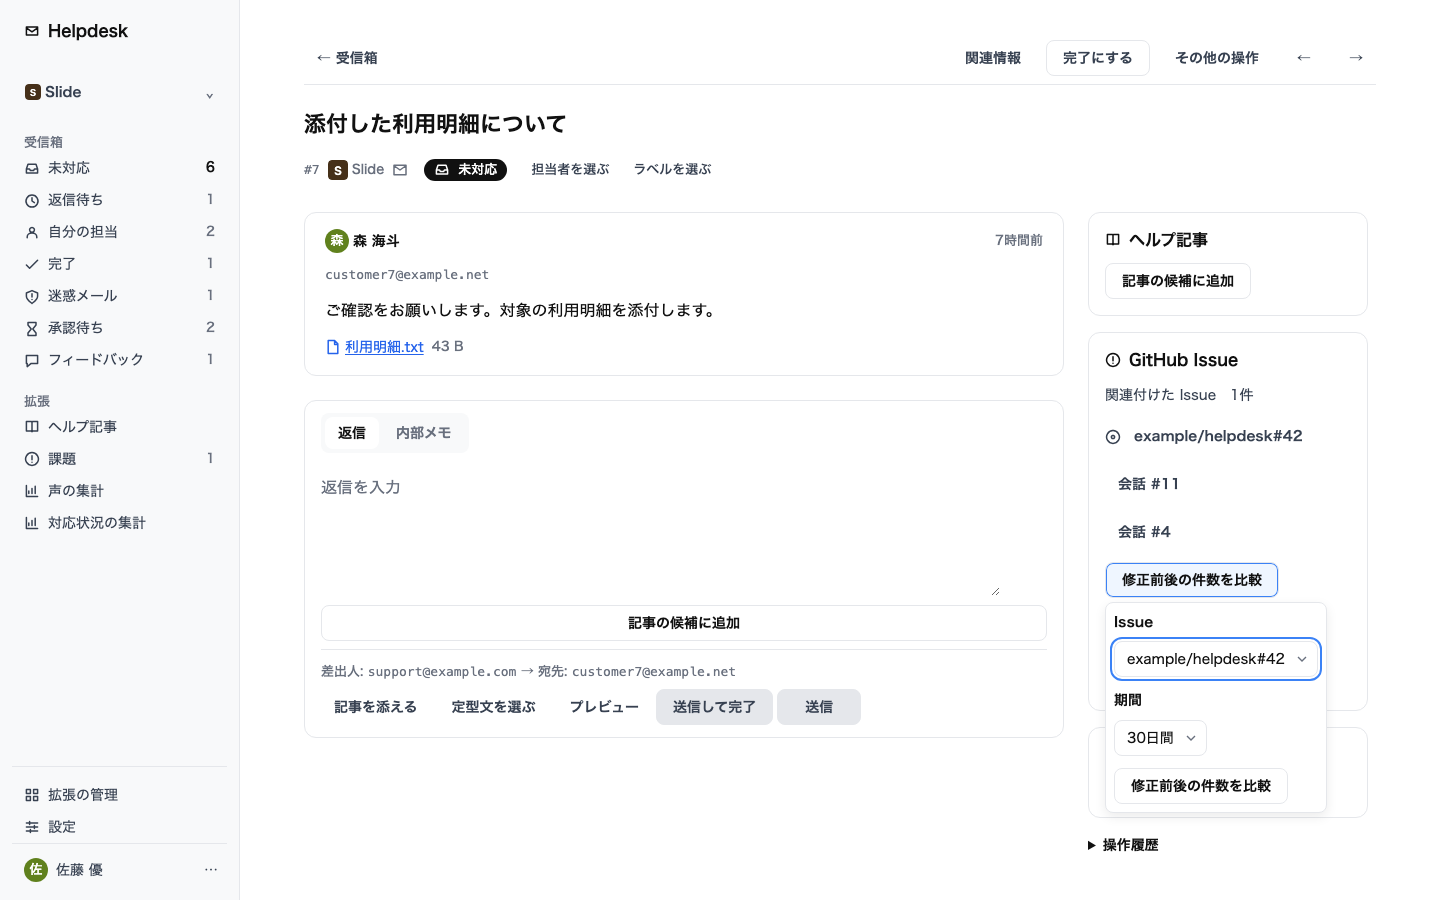 Helpdesk
S Slide
受信箱
未対応 6
返信待ち 1
自分の担当 2
完了 1
迷惑メール 1
承認待ち 2
フィードバック 1
拡張
ヘルプ記事
課題 1
声の集計
対応状況の集計
拡張の管理
設定
佐 佐藤 優 …
← 受信箱
関連情報 完了にする その他の操作 ← →
添付した利用明細について
#7 S Slide 未対応 担当者を選ぶ ラベルを選ぶ
森 森 海斗 7時間前
customer7@example.net
ご確認をお願いします。対象の利用明細を添付します。
利用明細.txt 43 B
返信 内部メモ
返信を入力
記事の候補に追加
差出人: support@example.com → 宛先: customer7@example.net
記事を添える 定型文を選ぶ プレビュー 送信して完了 送信
ヘルプ記事
記事の候補に追加
GitHub Issue
関連付けた Issue 1件
example/helpdesk#42
会話 #11
会話 #4
修正前後の件数を比較
Issue
example/helpdesk#42
期間
30日間
修正前後の件数を比較
▶ 操作履歴